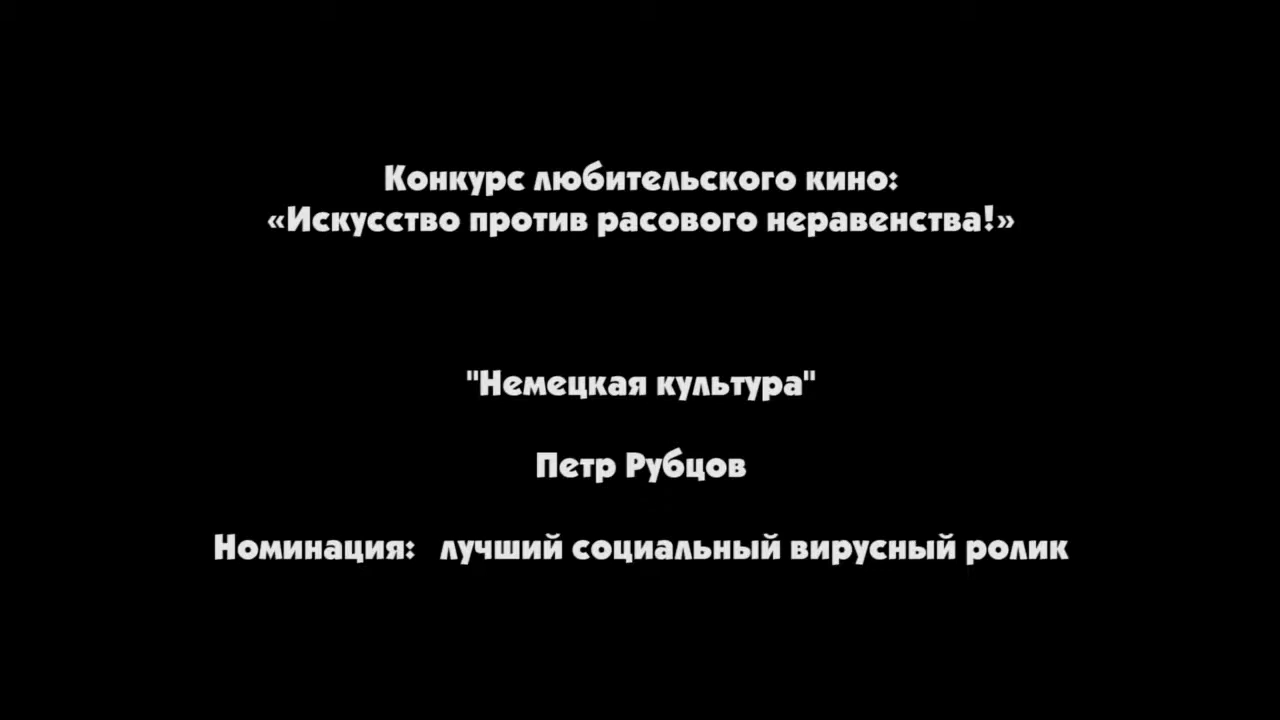 Конкурс любительского кино:
«Искусство против расового неравенства!»
"Немецкая культура"
Петр Рубцов
Номинация: лучший социальный вирусный ролик